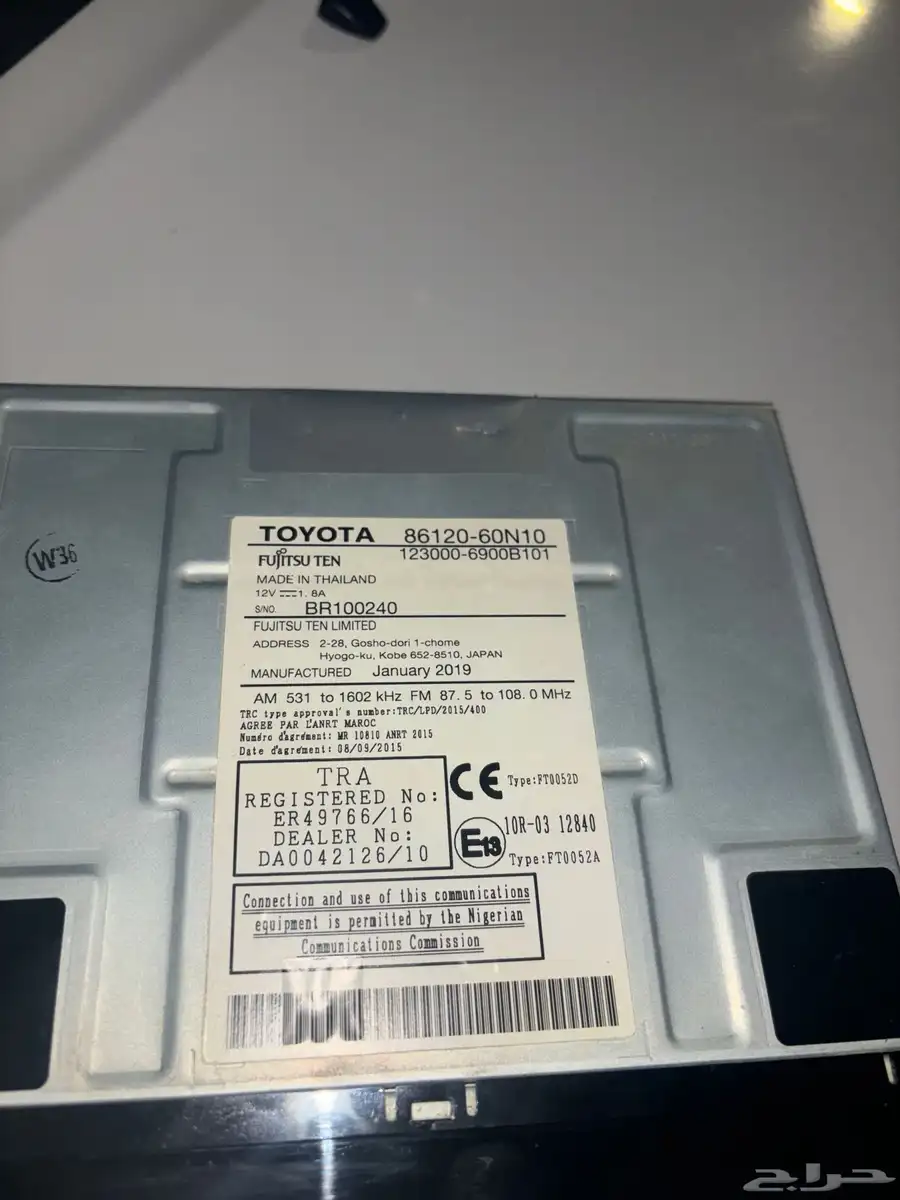 TOYOTA 86120-60N10
FUJITSU TEN 123000-6900B101
MADE IN THAILAND
12V 1.8A
S/NO. BR100240
FUJITSU TEN LIMITED
ADDRESS 2-28, Gosho-dori 1-chome
Hyogo-ku, Kobe 652-8510, JAPAN
MANUFACTURED January 2019
AM 531 to 1602 kHz FM 87.5 to 108.0 MHz
TRC type approval's number:TRC/LPD/2015/400
AGREE PAR L'ANRT MAROC
Numéro d'agrément: MR 10810 ANRT 2015
Date d'agrément: 08/09/2015
TRA
REGISTERED No:
ER49766/16
DEALER No:
DA0042126/10
CE Type:FT0052D
E13 10R-03 12840
Type:FT0052A
Connection and use of this communications
equipment is permitted by the Nigerian
Communications Commission
W36
حراج